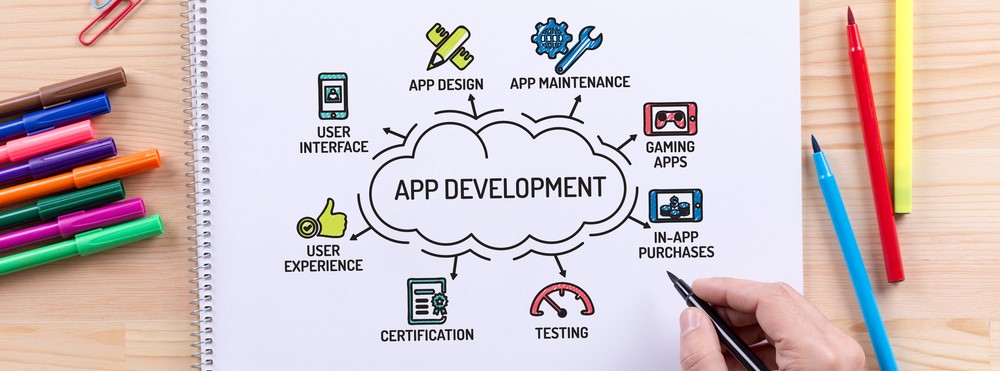 APP DESIGN
APP MAINTENANCE
USER
INTERFACE
GAMING
APPS
APP DEVELOPMENT
USER
EXPERIENCE
IN-APP
PURCHASES
CERTIFICATION
TESTING